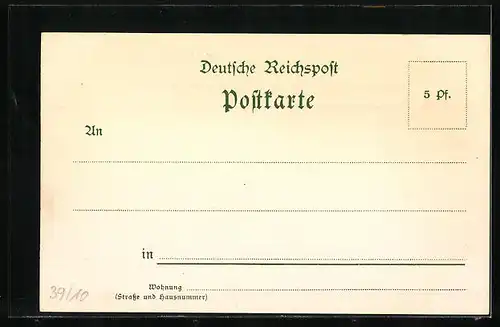 Deutsche Reichspost
Postkarte
5 Pf.
An
in
Wohnung
(Straße und Hausnummer)
39/10